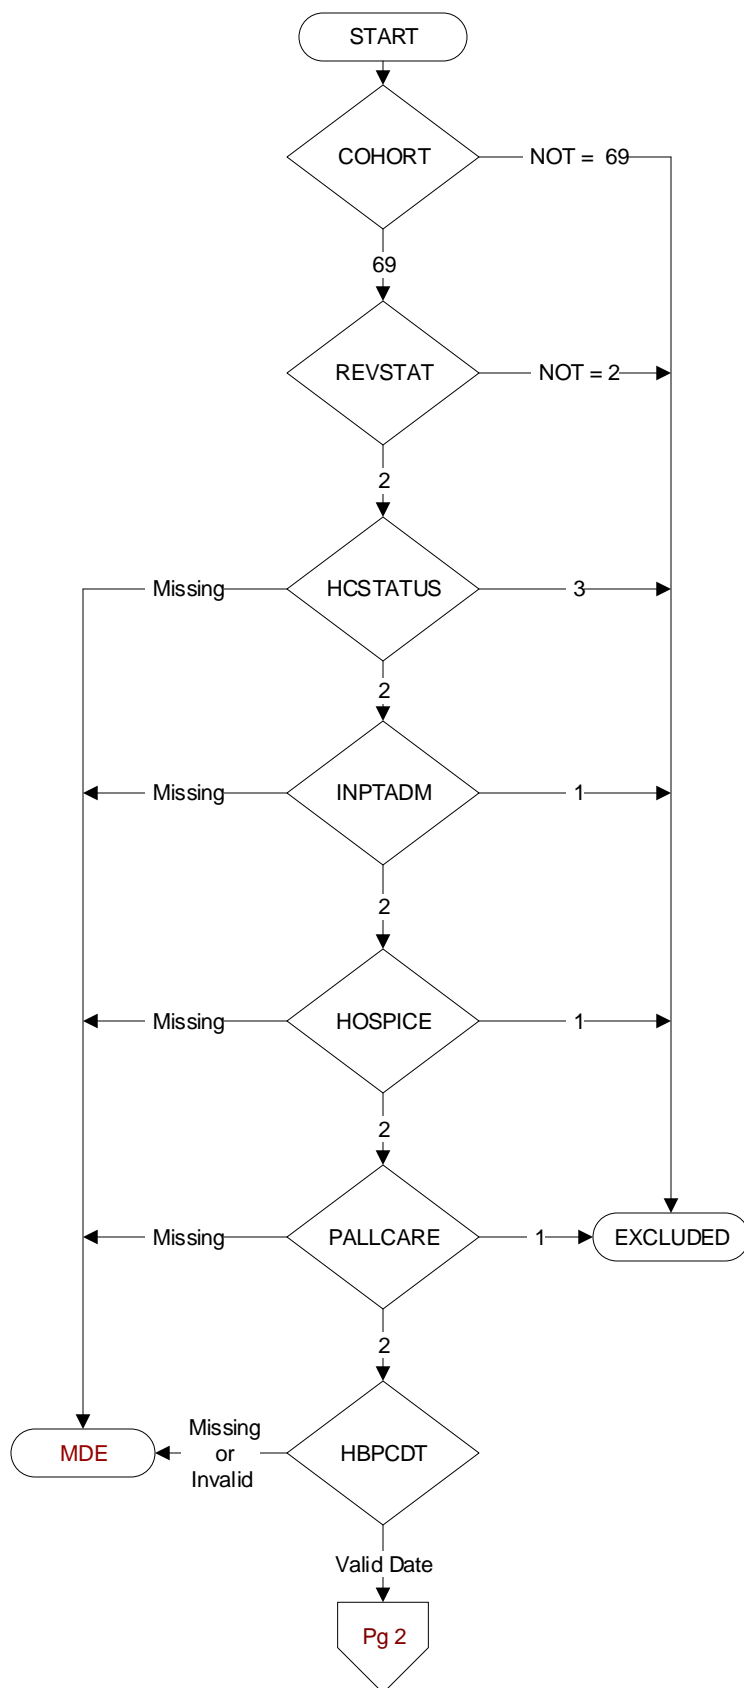 START
COHORT
NOT = 69
69
REVSTAT
NOT = 2
2
Missing
HCSTATUS
3
2
Missing
INPTADM
1
2
Missing
HOSPICE
1
2
Missing
PALLCARE
1
EXCLUDED
2
MDE
Missing
or
Invalid
HBPCDT
Valid Date
Pg 2